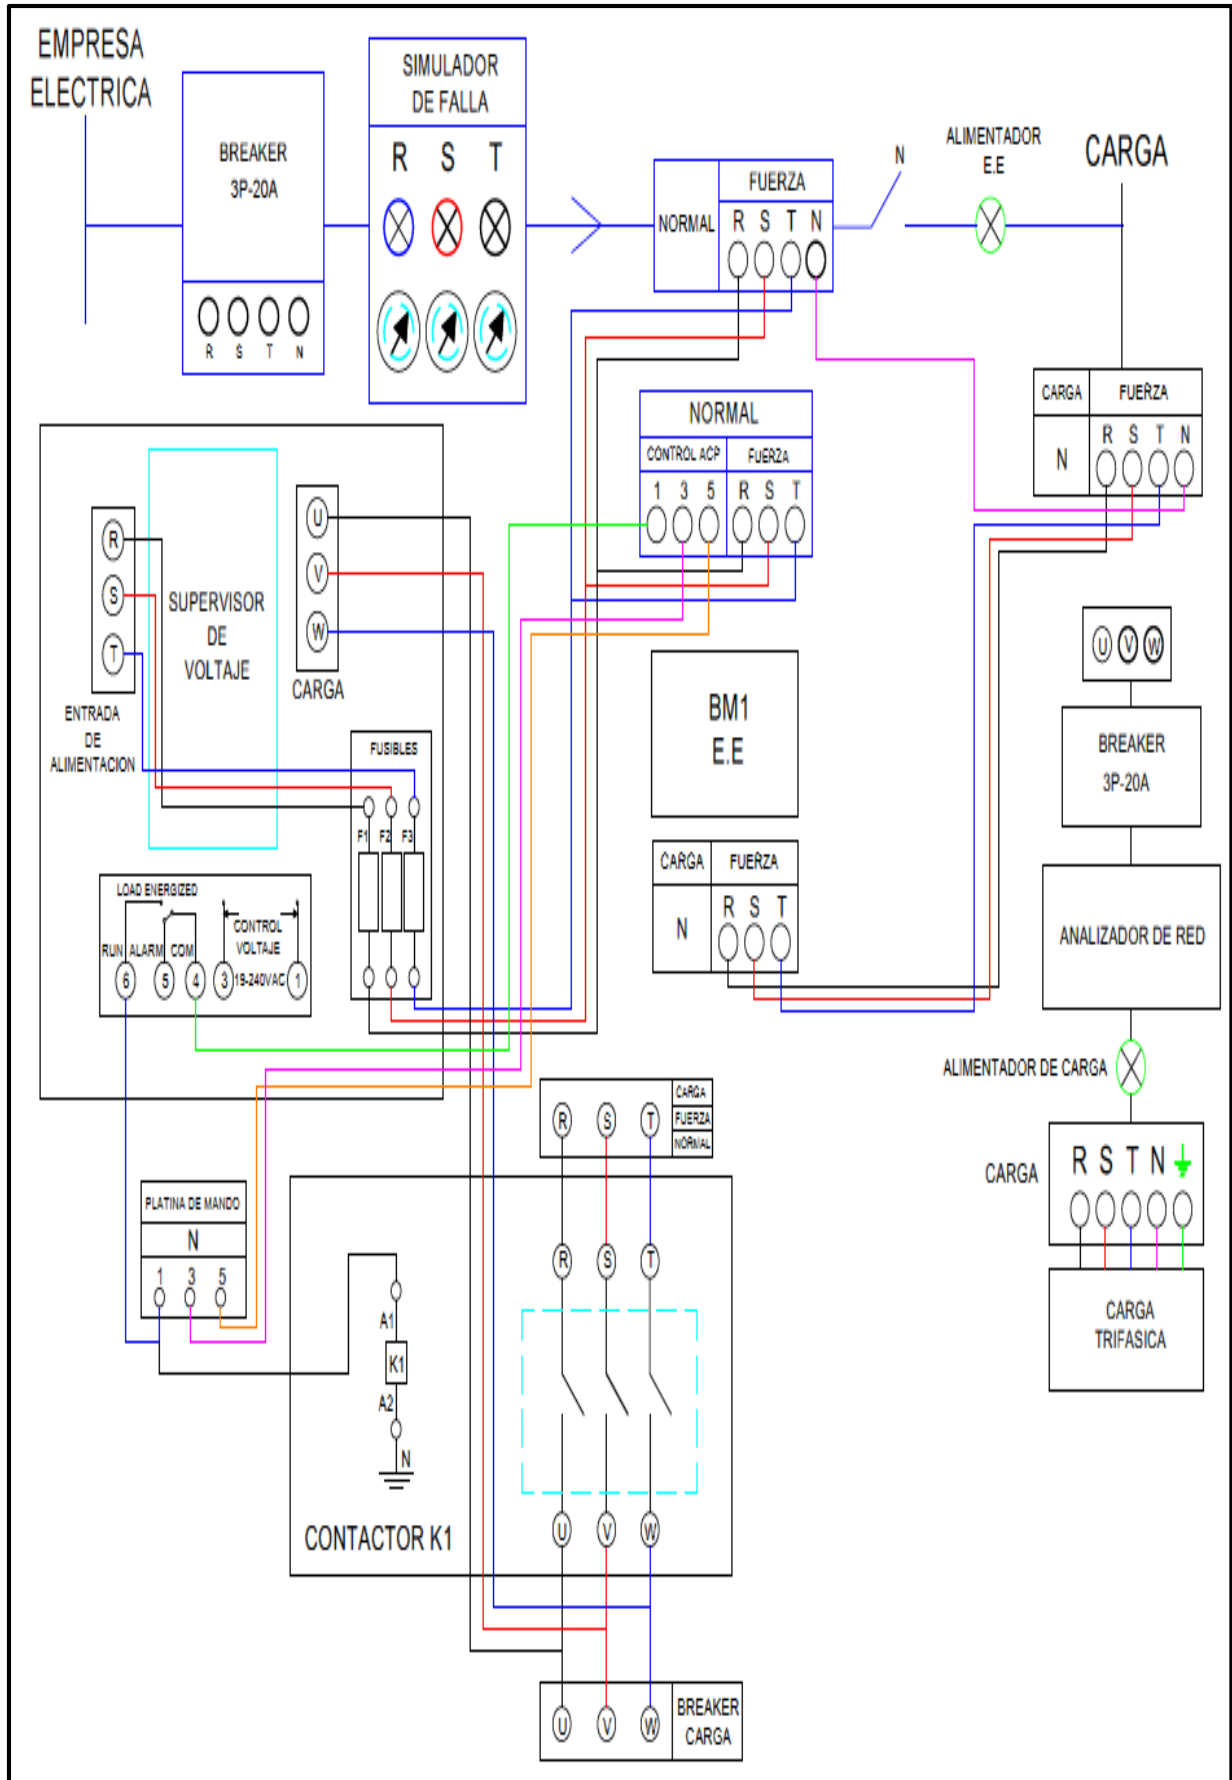 EMPRESA
ELECTRICA
BREAKER
3P-20A
R S T N
SIMULADOR
DE FALLA
R S T
NORMAL
FUERZA
R S T N
N
ALIMENTADOR
E.E
CARGA
CARGA
FUERZA
N
R S T N
NORMAL
CONTROL ACP
FUERZA
1 3 5 R S T
R
S
T
ENTRADA
DE
ALIMENTACION
SUPERVISOR
DE
VOLTAJE
U
V
W
CARGA
FUSIBLES
F1 F2 F3
LOAD ENERGIZED
CONTROL
VOLTAJE
RUN ALARM COM
6 5 4 3 19-240VAC 1
BM1
E.E
CARGA
FUERZA
N
R S T
U V W
BREAKER
3P-20A
ANALIZADOR DE RED
ALIMENTADOR DE CARGA
CARGA
R S T N
CARGA
TRIFASICA
PLATINA DE MANDO
N
1 3 5
R S T
CARGA
FUERZA
NORMAL
R S T
A1
K1
A2
N
CONTACTOR K1
U V W
U V W
BREAKER
CARGA